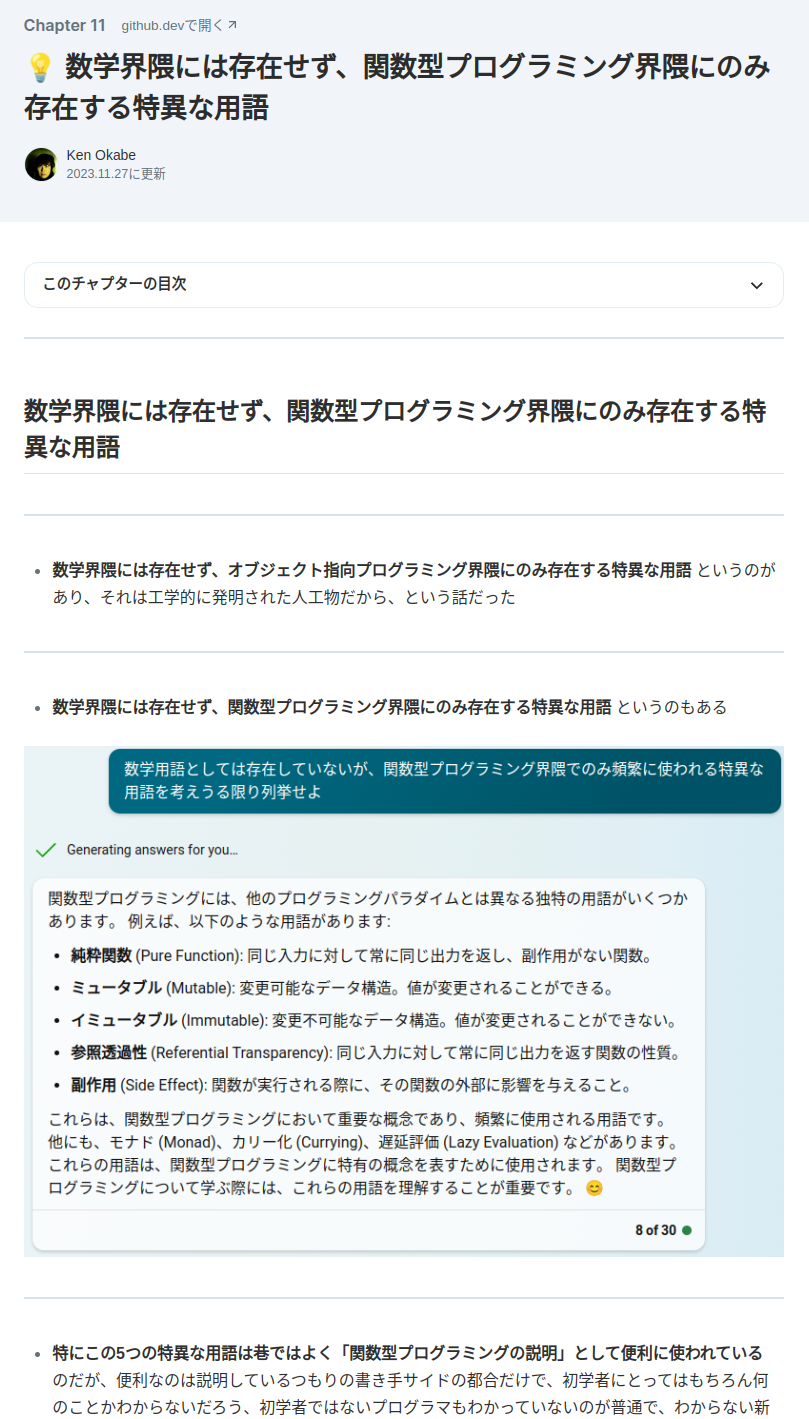 Chapter 11 github.devで開く
💡 数学界隈には存在せず、関数型プログラミング界隈にのみ
存在する特異な用語
Ken Okabe
2023.11.27に更新
このチャプターの目次
数学界隈には存在せず、関数型プログラミング界隈にのみ存在する特
異な用語
数学界隈には存在せず、オブジェクト指向プログラミング界隈にのみ存在する特異な用語 というのが
あり、それは工学的に発明された人工物だから、という話だった
数学界隈には存在せず、関数型プログラミング界隈にのみ存在する特異な用語 というのもある
数学用語としては存在していないが、関数型プログラミング界隈でのみ頻繁に使われる特異な
用語を考えうる限り列挙せよ
Generating answers for you…
関数型プログラミングには、他のプログラミングパラダイムとは異なる独特の用語がいくつか
あります。 例えば、以下のような用語があります:
純粋関数 (Pure Function): 同じ入力に対して常に同じ出力を返し、副作用がない関数。
ミュータブル (Mutable): 変更可能なデータ構造。値が変更されることができる。
イミュータブル (Immutable): 変更不可能なデータ構造。値が変更されることができない。
参照透過性 (Referential Transparency): 同じ入力に対して常に同じ出力を返す関数の性質。
副作用 (Side Effect): 関数が実行される際に、その関数の外部に影響を与えること。
これらは、関数型プログラミングにおいて重要な概念であり、頻繁に使用される用語です。
他にも、モナド (Monad)、カリー化 (Currying)、遅延評価 (Lazy Evaluation) などがあります。
これらの用語は、関数型プログラミングに特有の概念を表すために使用されます。 関数型プ
ログラミングについて学ぶ際には、これらの用語を理解することが重要です。 😊
8 of 30
特にこの5つの特異な用語は巷ではよく「関数型プログラミングの説明」として便利に使われている
のだが、便利なのは説明しているつもりの書き手サイドの都合だけで、初学者にとってはもちろん何
のことかわからないだろう、初学者ではないプログラマもわかっていないのが普通で、わからない新